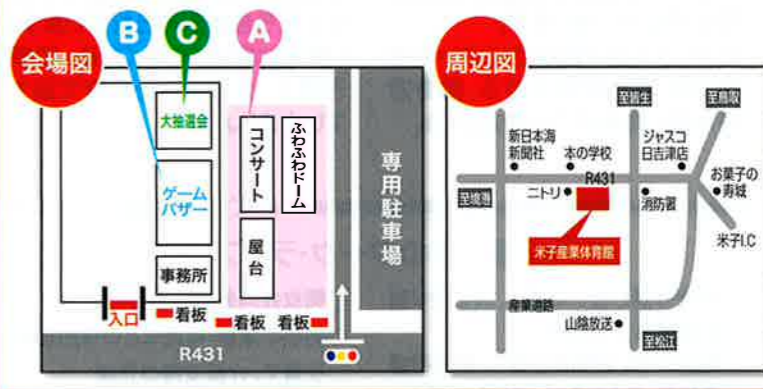 会場図
B
C
A
大抽選会
ゲーム
バザー
事務所
コンサート
ふわふわドーム
屋台
専用駐車場
入口
看板
看板
看板
R431
周辺図
至皆生
至鳥取
新日本海
新聞社
本の学校
ジャスコ
日吉津店
R431
お菓子の
寿城
至境港
ニトリ
消防署
米子産業体育館
米子I.C
産業道路
山陰放送
至松江